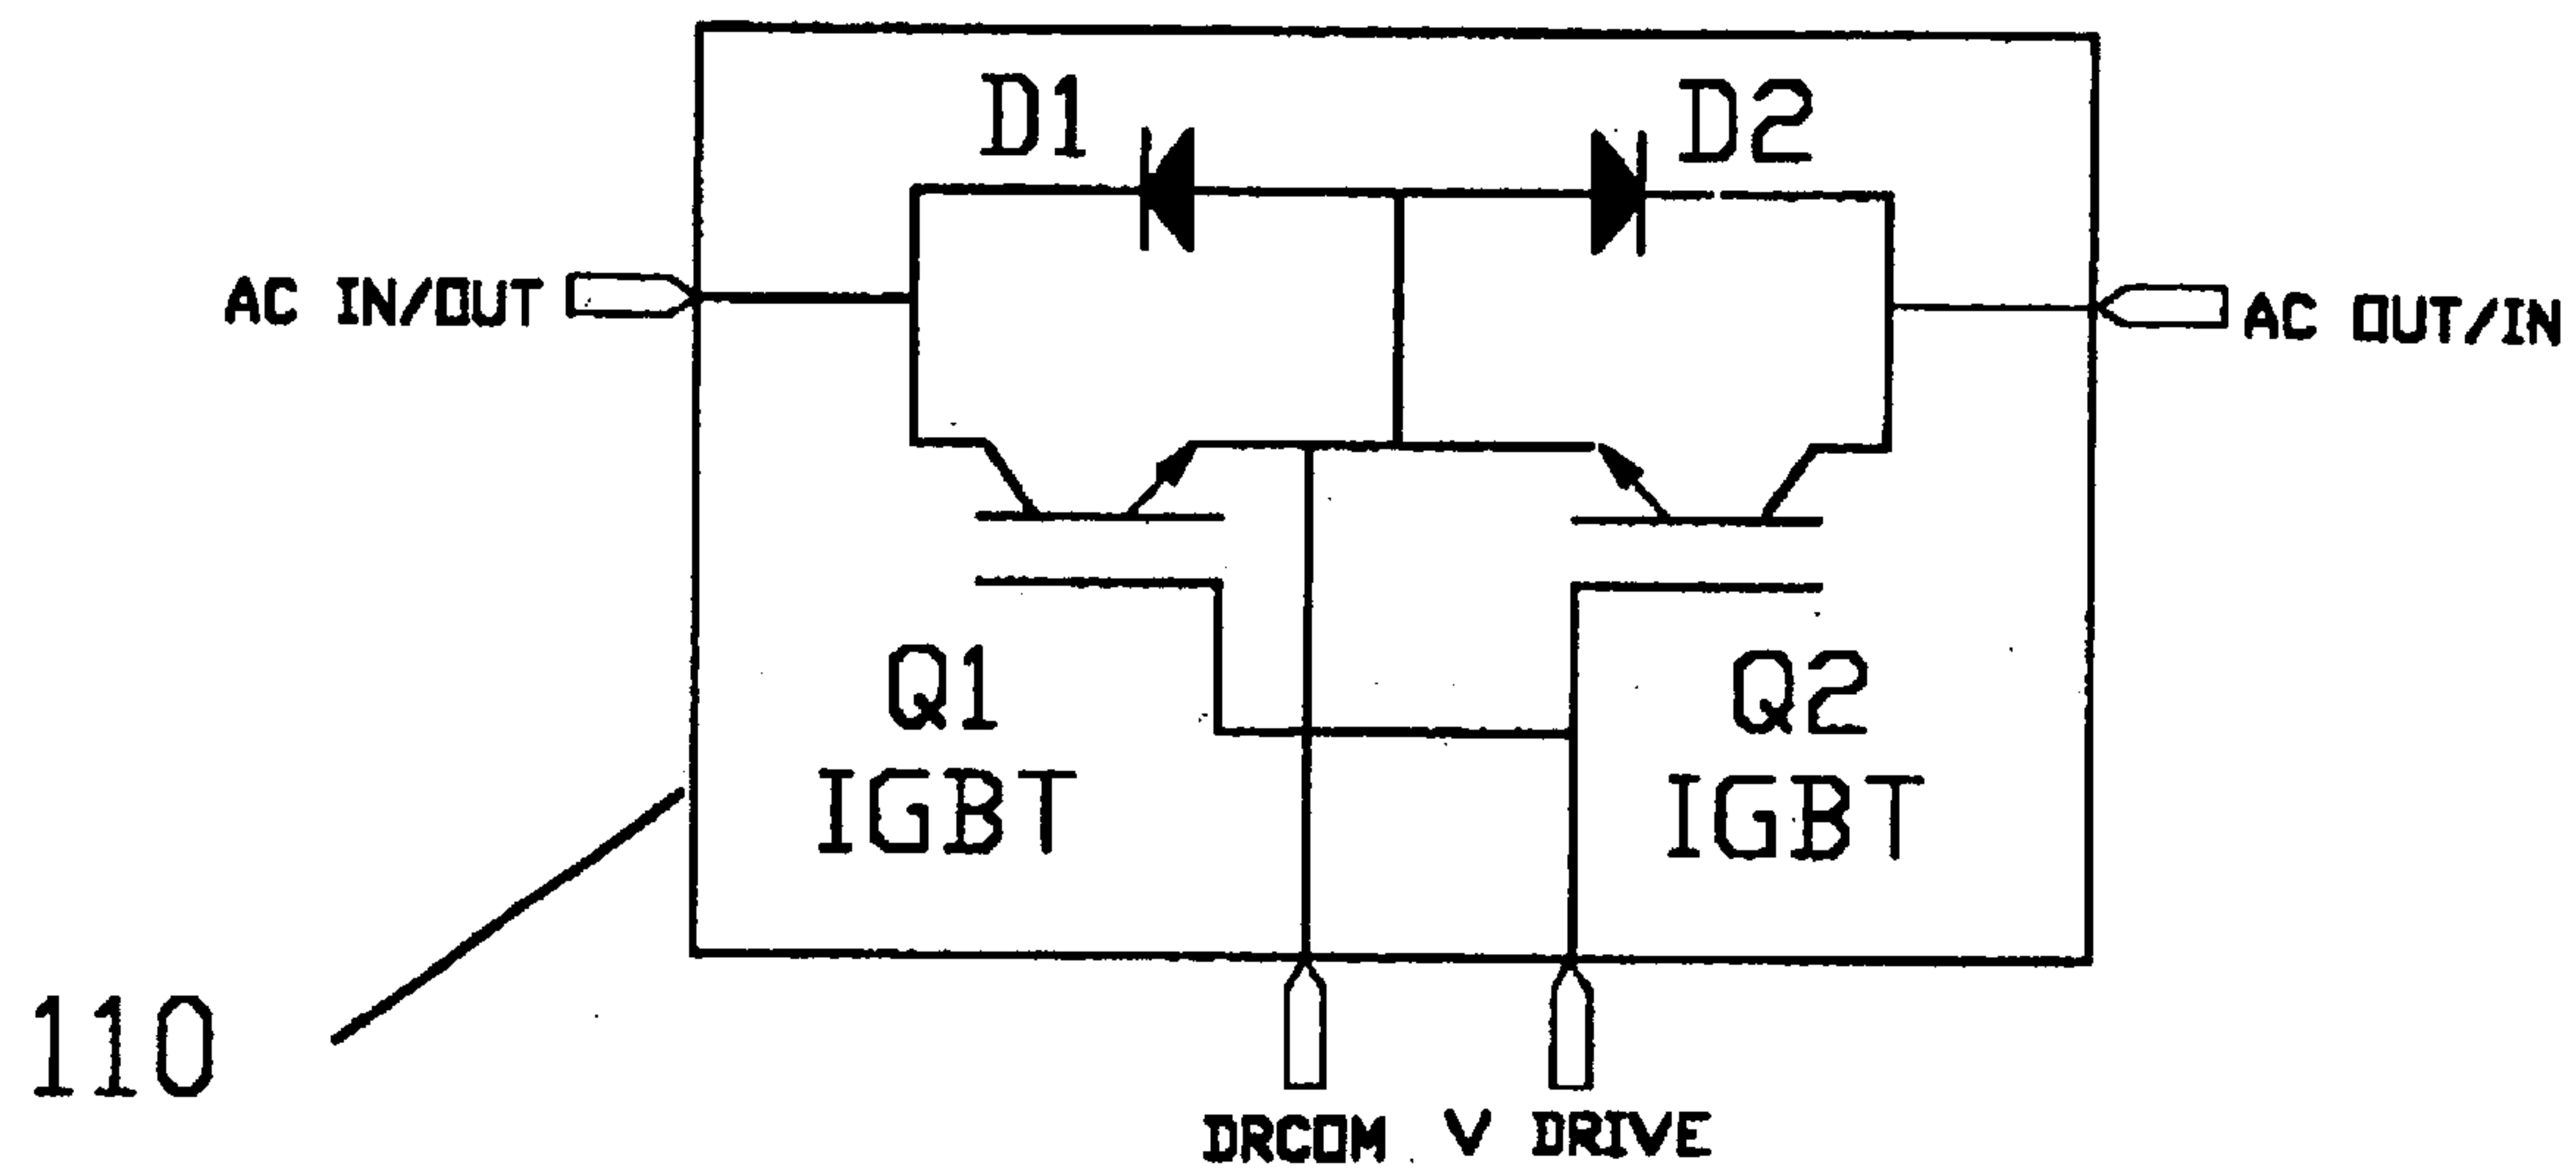 D1
D2
AC IN/OUT
AC OUT/IN
Q1
IGBT
Q2
IGBT
110
DRCOM
V DRIVE